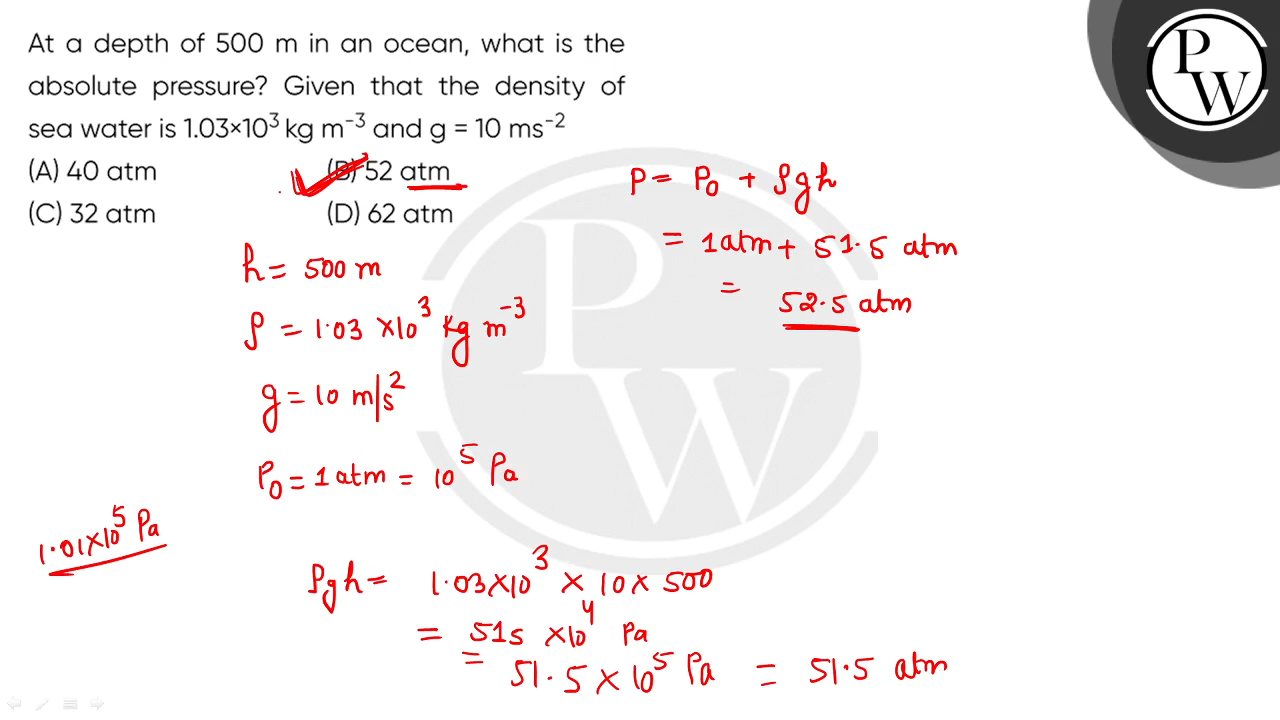 At a depth of 500 m in an ocean, what is the
absolute pressure? Given that the density of
sea water is 1.03×10³ kg m⁻³ and g = 10 ms⁻²
(A) 40 atm (B) 52 atm
(C) 32 atm (D) 62 atm
h = 500 m
ρ = 1.03 ×10³ kg m⁻³
g = 10 m/s²
P₀ = 1 atm = 10⁵ Pa
1.01×10⁵ Pa
ρgh = 1.03×10³ × 10 × 500
= 515 ×10⁴ Pa
= 51.5 × 10⁵ Pa = 51.5 atm
P = P₀ + ρgh
= 1 atm + 51.5 atm
= 52.5 atm
PW
PW